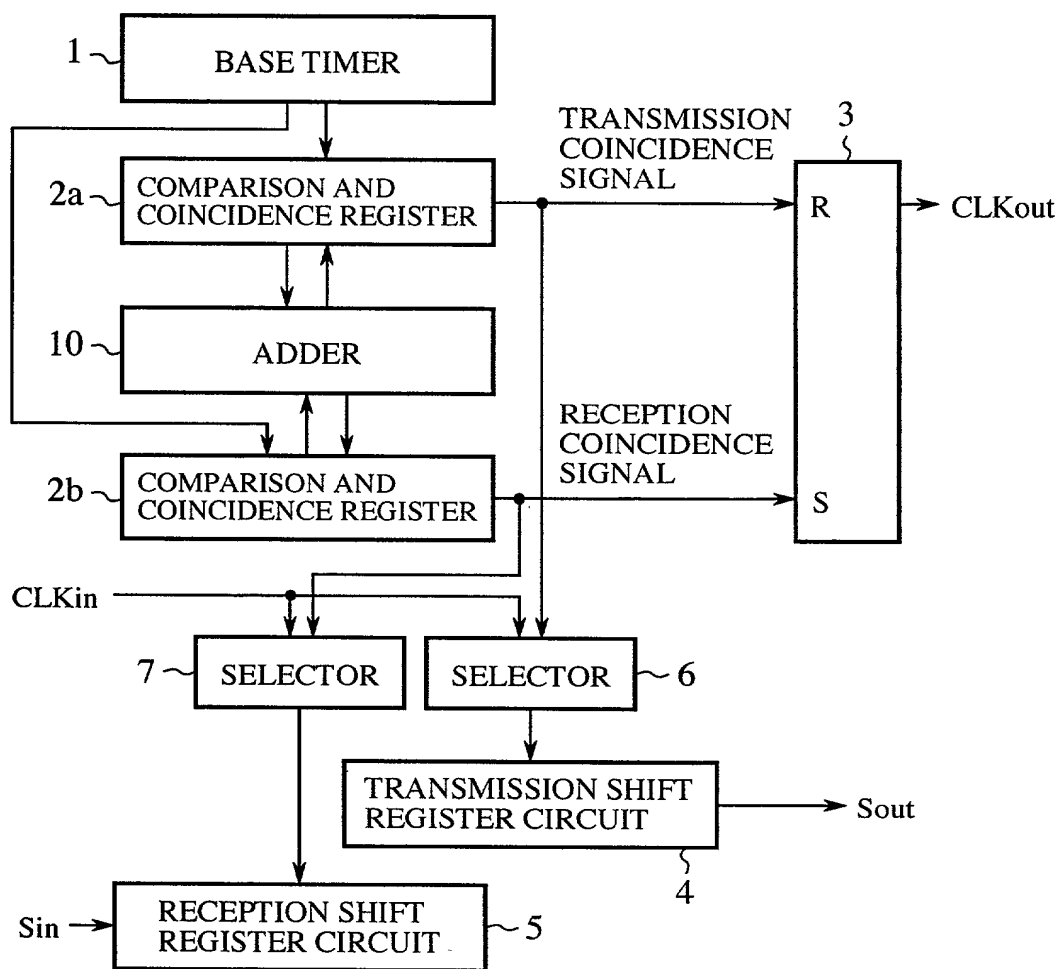 1
BASE TIMER
TRANSMISSION
COINCIDENCE
SIGNAL
3
2a
COMPARISON AND
COINCIDENCE REGISTER
R
CLKout
10
ADDER
RECEPTION
COINCIDENCE
SIGNAL
2b
COMPARISON AND
COINCIDENCE REGISTER
S
CLKin
7
SELECTOR
SELECTOR
6
TRANSMISSION SHIFT
REGISTER CIRCUIT
Sout
4
Sin
RECEPTION SHIFT
REGISTER CIRCUIT
5